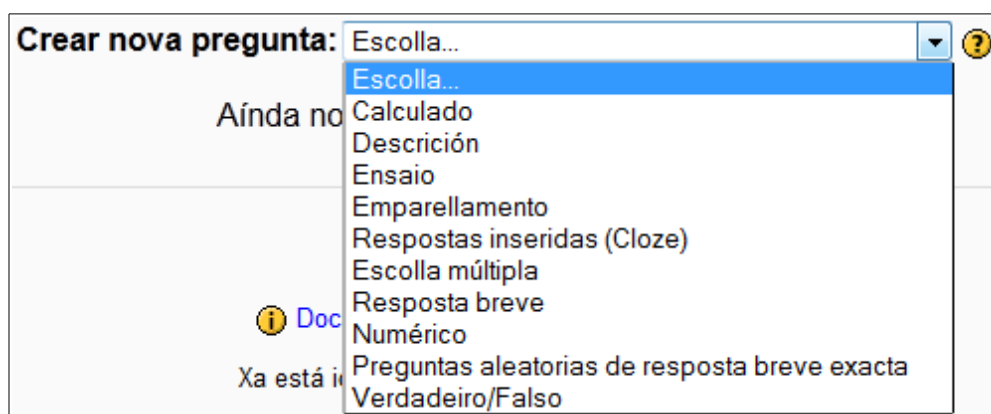 Crear nova pregunta: Escolla...
Escolla...
Aínda no
Calculado
Descrición
Ensaio
Emparellamento
Respostas inseridas (Cloze)
Escolla múltipla
Resposta breve
Doc
Numérico
Preguntas aleatorias de resposta breve exacta
Xa está
Verdadeiro/Falso